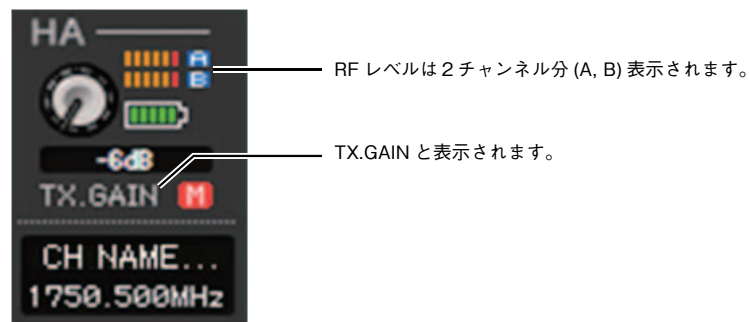 HA
A
B
RF レベルは 2 チャンネル分 (A, B) 表示されます。
-6dB
TX.GAIN と表示されます。
TX.GAIN M
CH NAME...
1750.500MHz